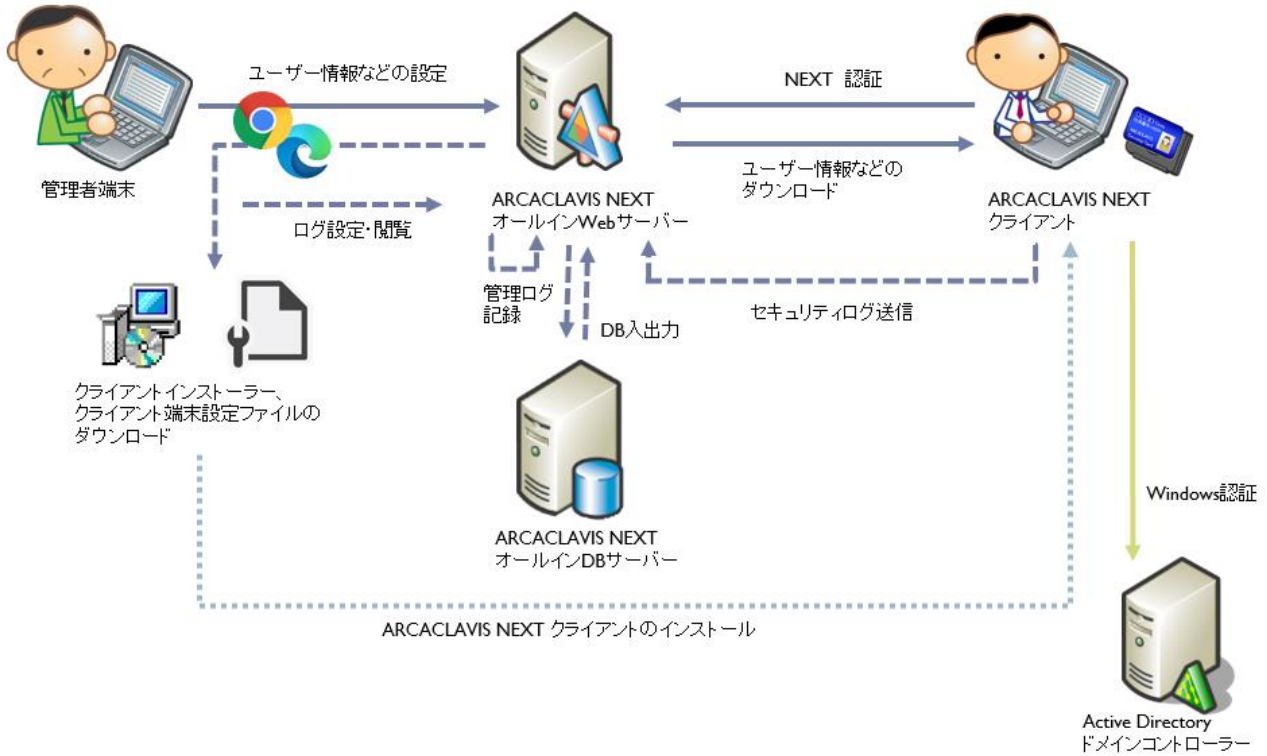 ユーザー情報などの設定
NEXT 認証
管理者端末
ログ設定・閲覧
ARCACLAVIS NEXT
オールインWebサーバー
ユーザー情報などの
ダウンロード
ARCACLAVIS NEXT
クライアント
管理ログ
記録
DB入出力
セキュリティログ送信
クライアントインストーラー、
クライアント端末設定ファイルの
ダウンロード
ARCACLAVIS NEXT
オールインDBサーバー
Windows認証
ARCACLAVIS NEXT クライアントのインストール
Active Directory
ドメインコントローラー